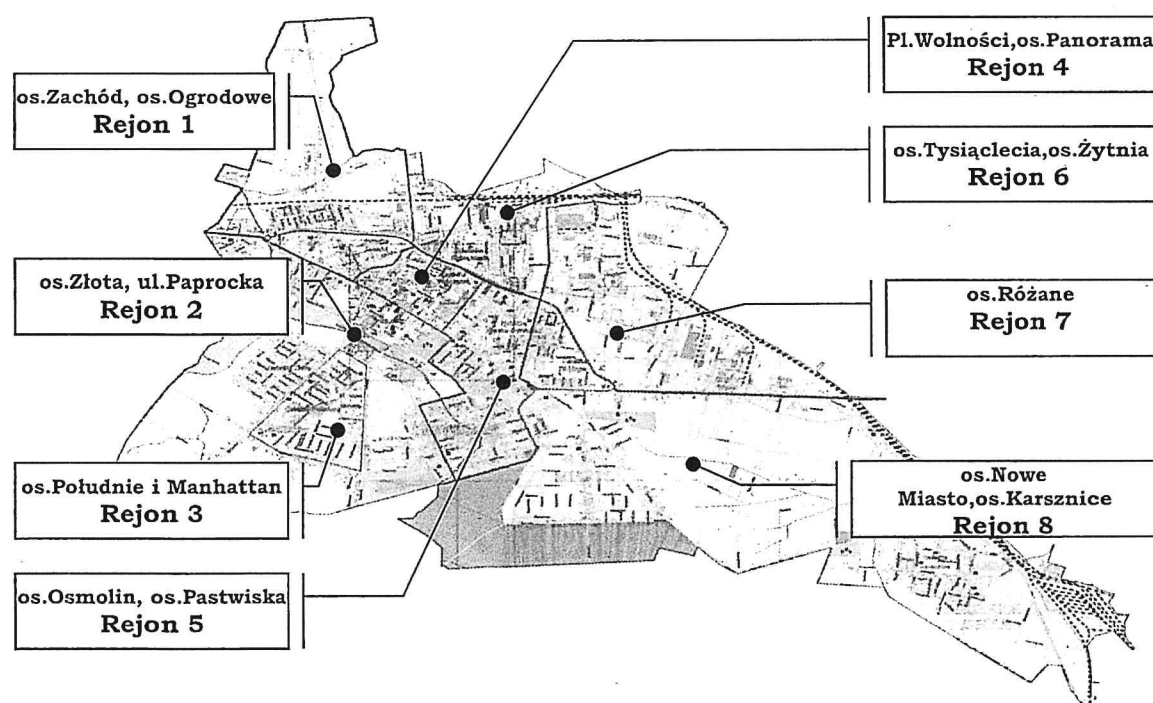 Pl.Wolności,os.Panorama
Rejon 4
os.Zachód, os.Ogrodowe
Rejon 1
os.Tysiąclecia,os.Żytnia
Rejon 6
os.Złota, ul.Paprocka
Rejon 2
os.Różane
Rejon 7
os.Południe i Manhattan
Rejon 3
os.Nowe
Miasto,os.Karsznice
Rejon 8
os.Osmolin, os.Pastwiska
Rejon 5